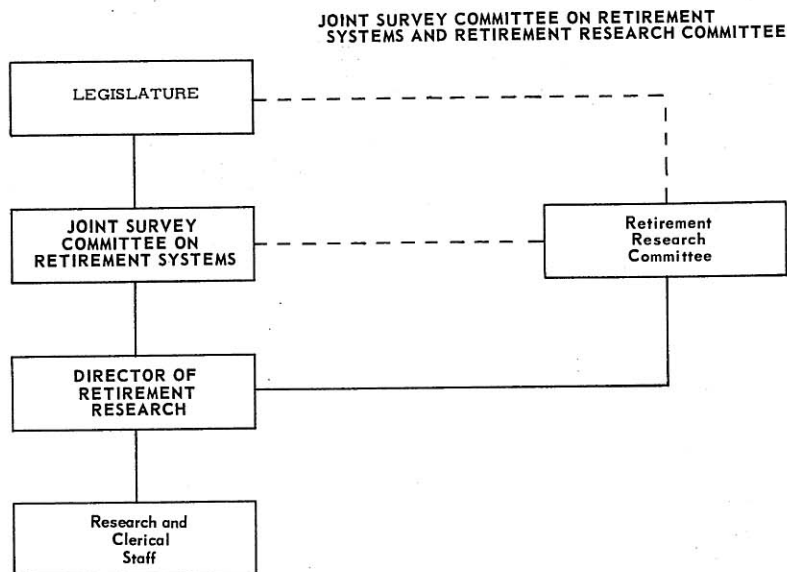 JOINT SURVEY COMMITTEE ON RETIREMENT
SYSTEMS AND RETIREMENT RESEARCH COMMITTEE
LEGISLATURE
JOINT SURVEY
COMMITTEE ON
RETIREMENT SYSTEMS
Retirement
Research
Committee
DIRECTOR OF
RETIREMENT
RESEARCH
Research and
Clerical
Staff